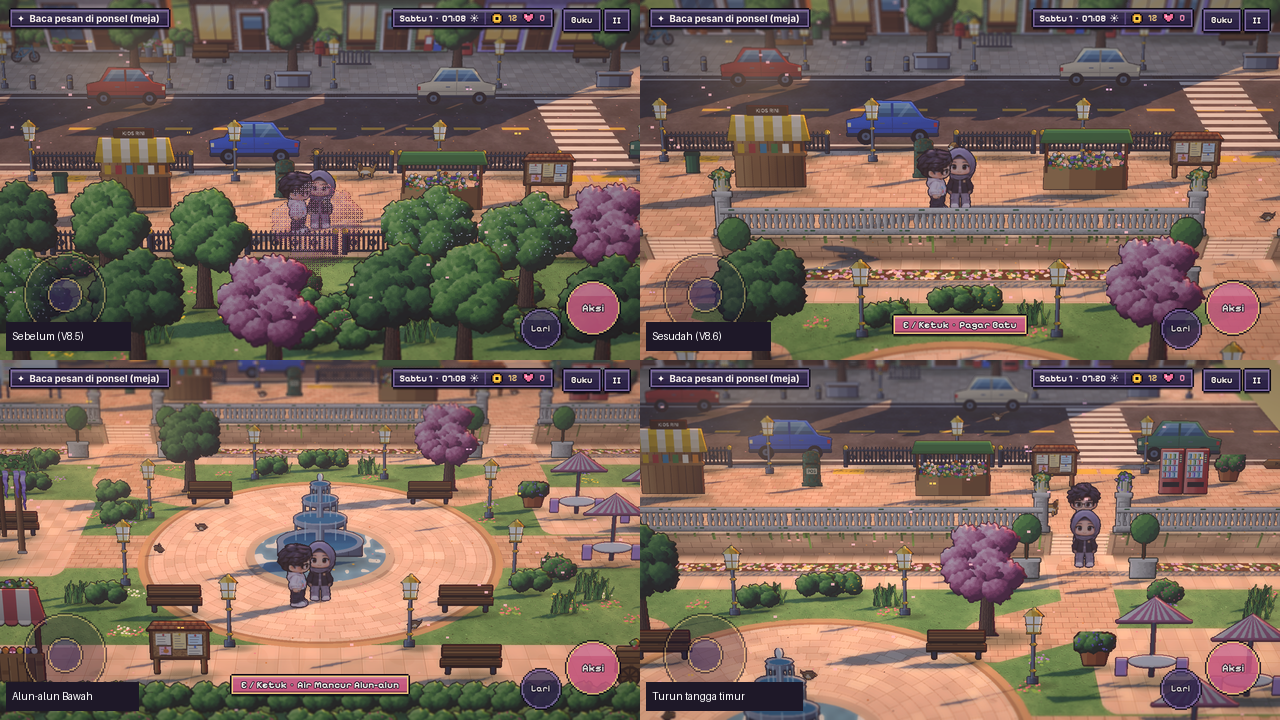 ✦ Baca pesan di ponsel (meja)
Sabtu 1 · 07:08 ☀ 18 0
Buku
II
Aksi
Lari
Sebelum (V8.5)
✦ Baca pesan di ponsel (meja)
Sabtu 1 · 07:08 ☀ 18 0
Buku
II
E / Ketuk · Pagar Batu
Aksi
Lari
Sesudah (V8.6)
✦ Baca pesan di ponsel (meja)
Sabtu 1 · 07:08 ☀ 18 0
Buku
II
Aksi
E / Ketuk · Air Mancur Alun-alun
Lari
Alun-alun Bawah
✦ Baca pesan di ponsel (meja)
Sabtu 1 · 07:20 ☀ 18 0
Buku
II
Aksi
Lari
Turun tangga timur